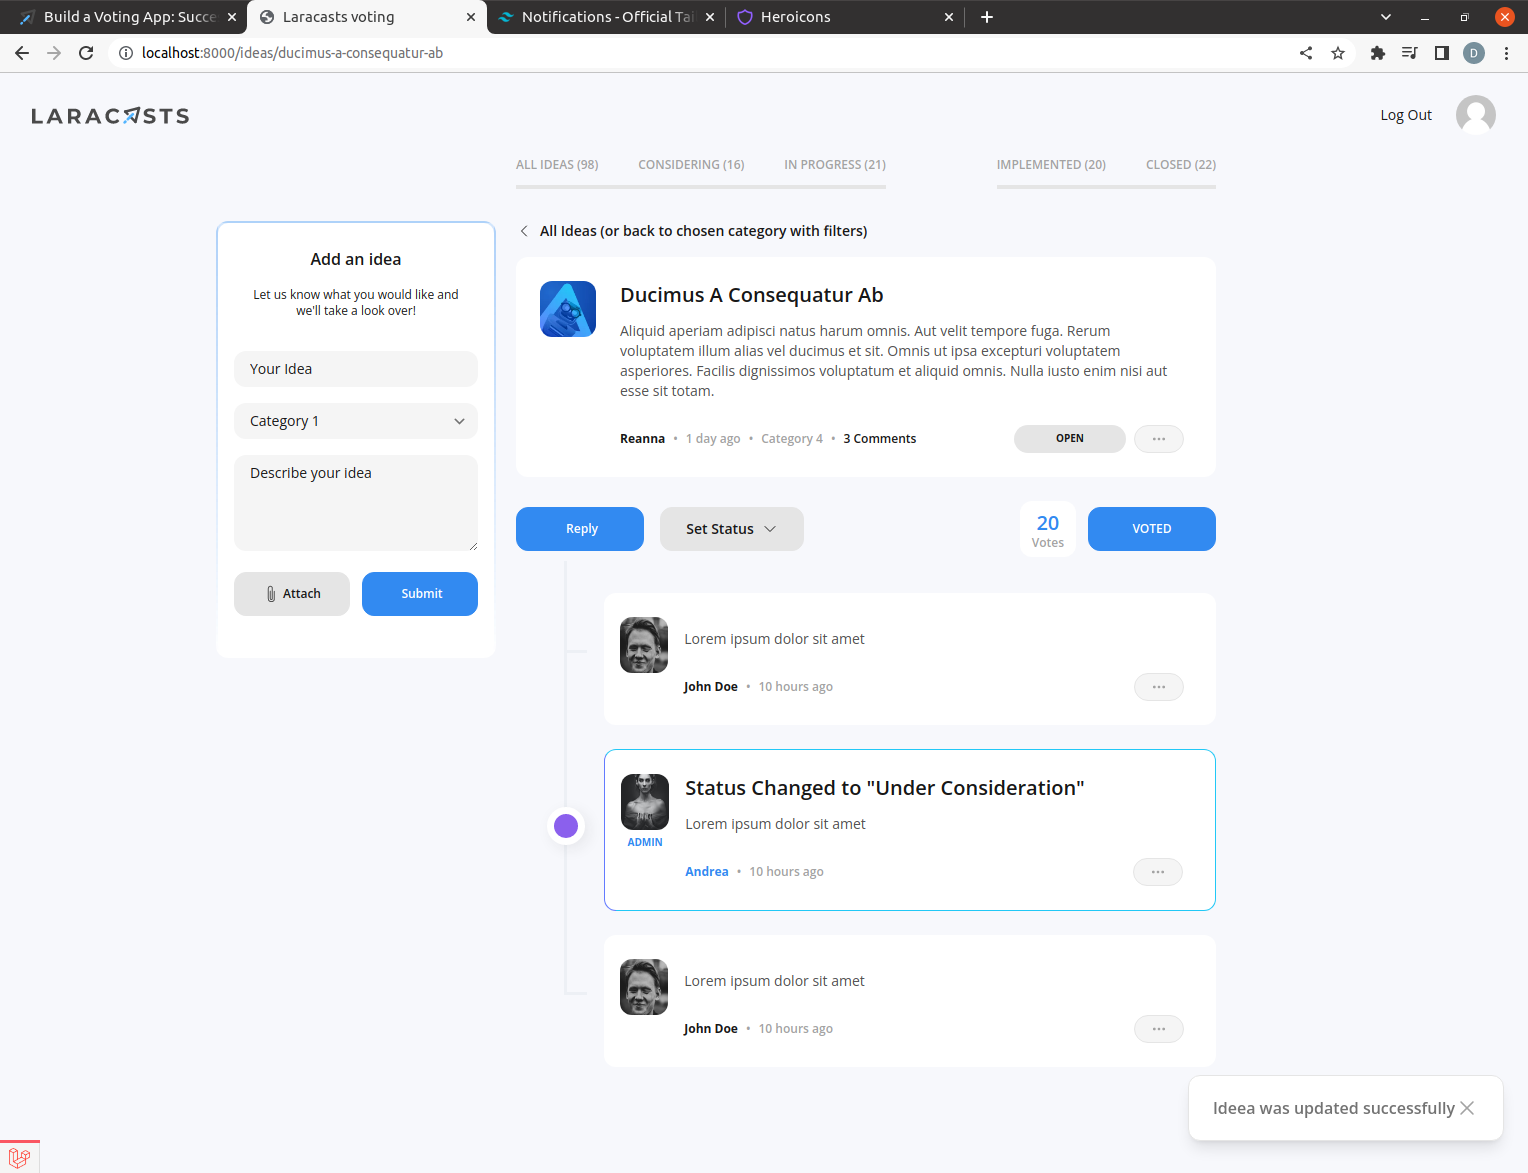 Build a Voting App: Succe
Laracasts voting
Notifications - Official Tai
Heroicons
localhost:8000/ideas/ducimus-a-consequatur-ab
D
LARACASTS
Log Out
ALL IDEAS (98)
CONSIDERING (16)
IN PROGRESS (21)
IMPLEMENTED (20)
CLOSED (22)
Add an idea
Let us know what you would like and
we'll take a look over!
Your Idea
Category 1
Describe your idea
Attach
Submit
All Ideas (or back to chosen category with filters)
Ducimus A Consequatur Ab
Aliquid aperiam adipisci natus harum omnis. Aut velit tempore fuga. Rerum
voluptatem illum alias vel ducimus et sit. Omnis ut ipsa excepturi voluptatem
asperiores. Facilis dignissimos voluptatum et aliquid omnis. Nulla iusto enim nisi aut
esse sit totam.
Reanna • 1 day ago • Category 4 • 3 Comments
OPEN
Reply
Set Status
20
Votes
VOTED
Lorem ipsum dolor sit amet
John Doe • 10 hours ago
Status Changed to "Under Consideration"
Lorem ipsum dolor sit amet
ADMIN
Andrea • 10 hours ago
Lorem ipsum dolor sit amet
John Doe • 10 hours ago
Ideea was updated successfully